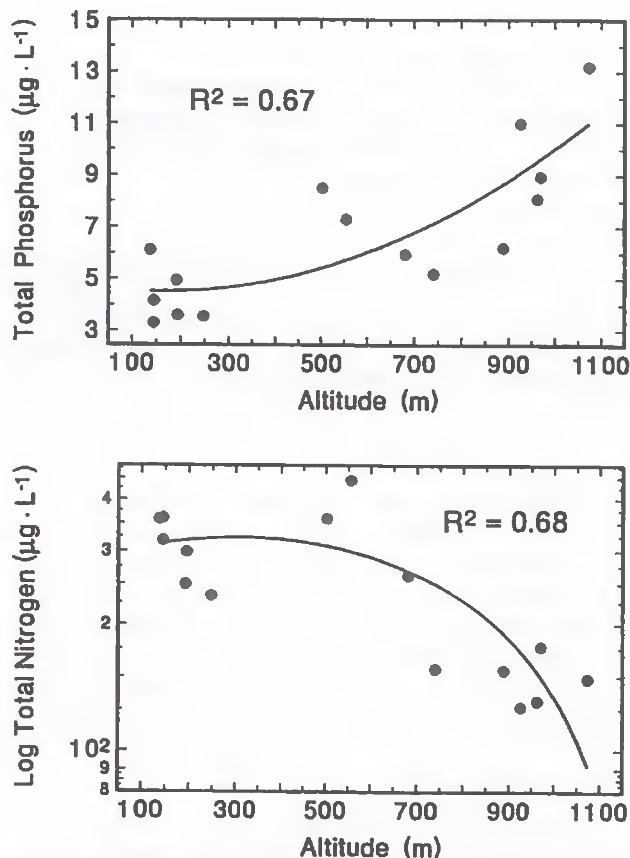 Total Phosphorus (µg · L⁻¹)
15
13
11
9
7
5
3
R² = 0.67
100 300 500 700 900 1100
Altitude (m)
Log Total Nitrogen (µg · L⁻¹)
4
3
2
10²
9
8
R² = 0.68
100 300 500 700 900 1100
Altitude (m)